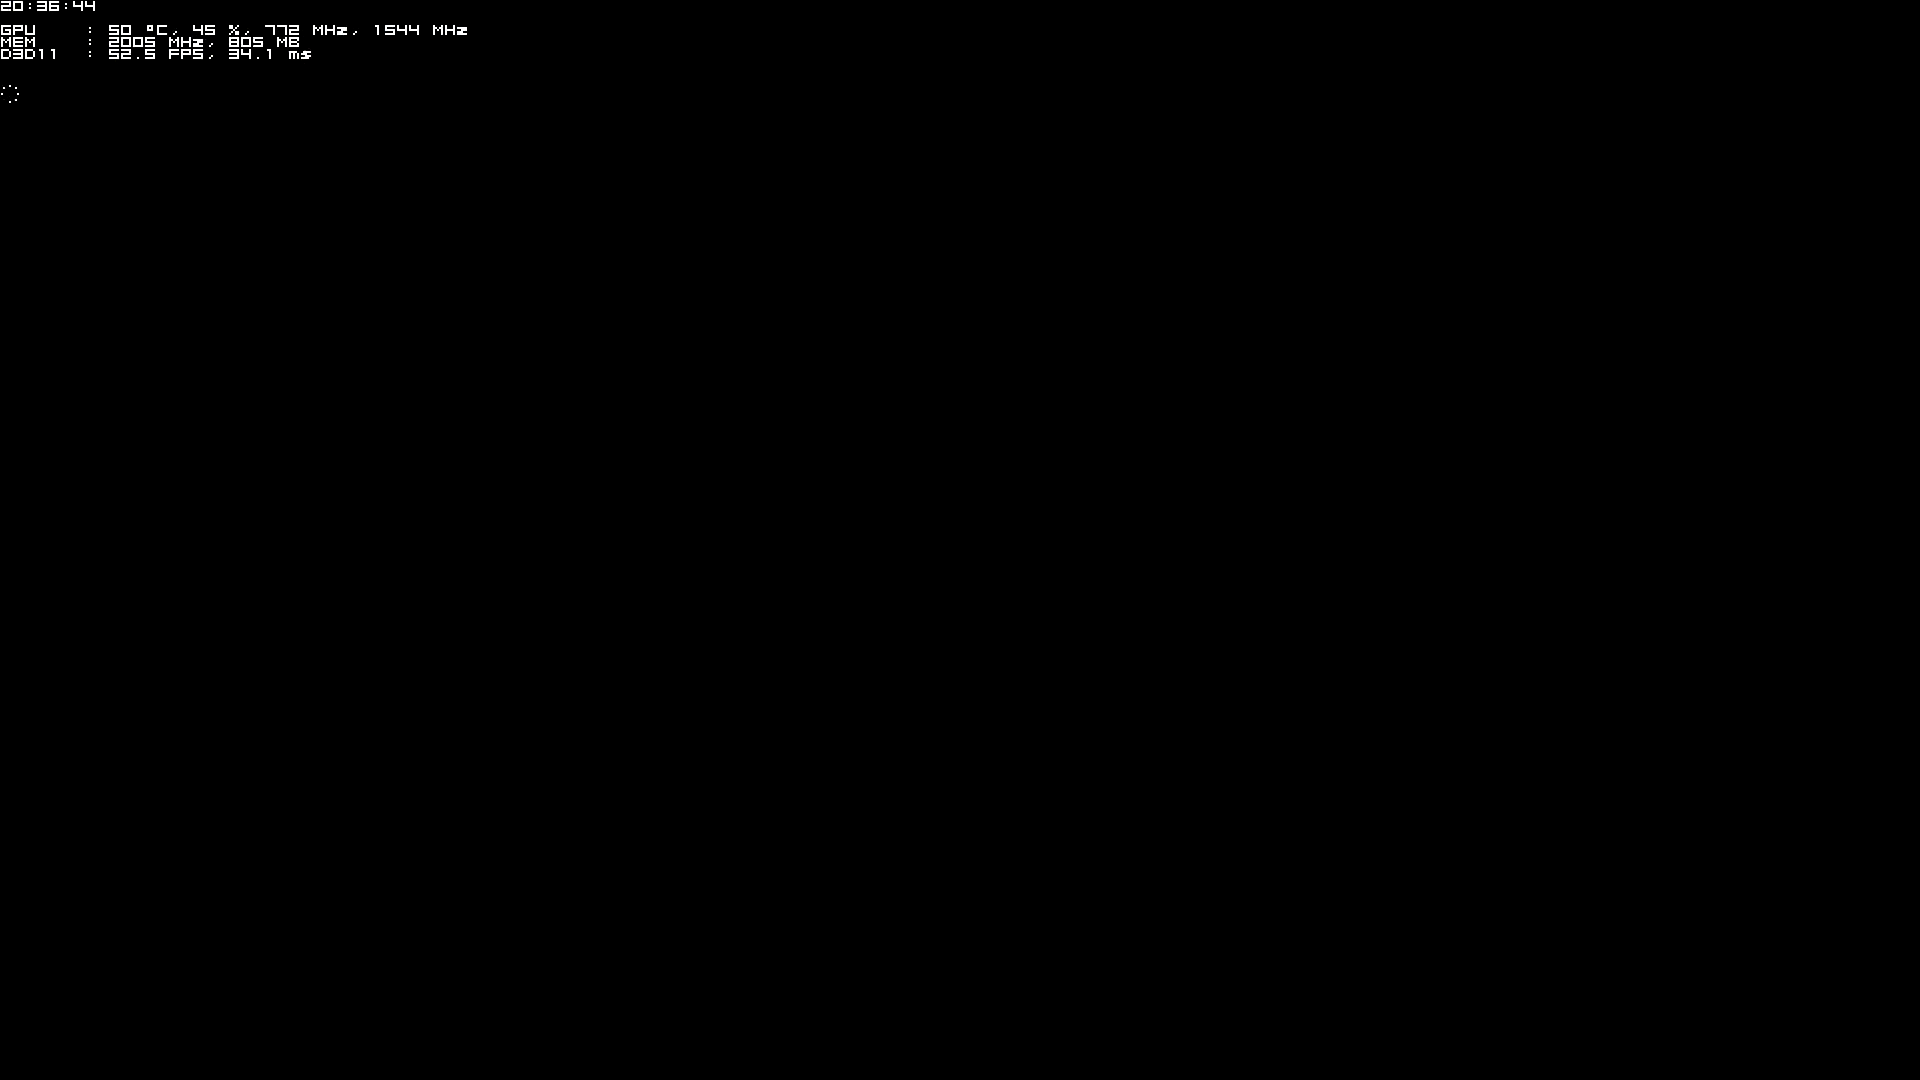 20:36:44
GPU : 50 °C, 45 %, 772 MHz, 1544 MHz
MEM : 2005 MHz, 805 MB
D3D11 : 52.5 FPS, 34.1 ms